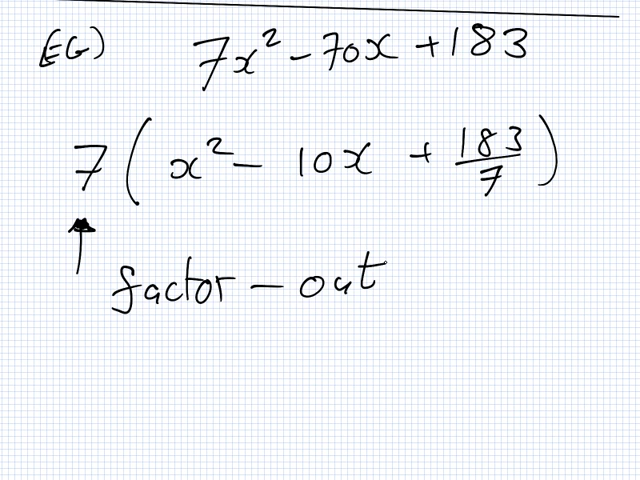 (EG) 7x² - 70x + 183
7 ( x² - 10x + 183/7 )
factor - out